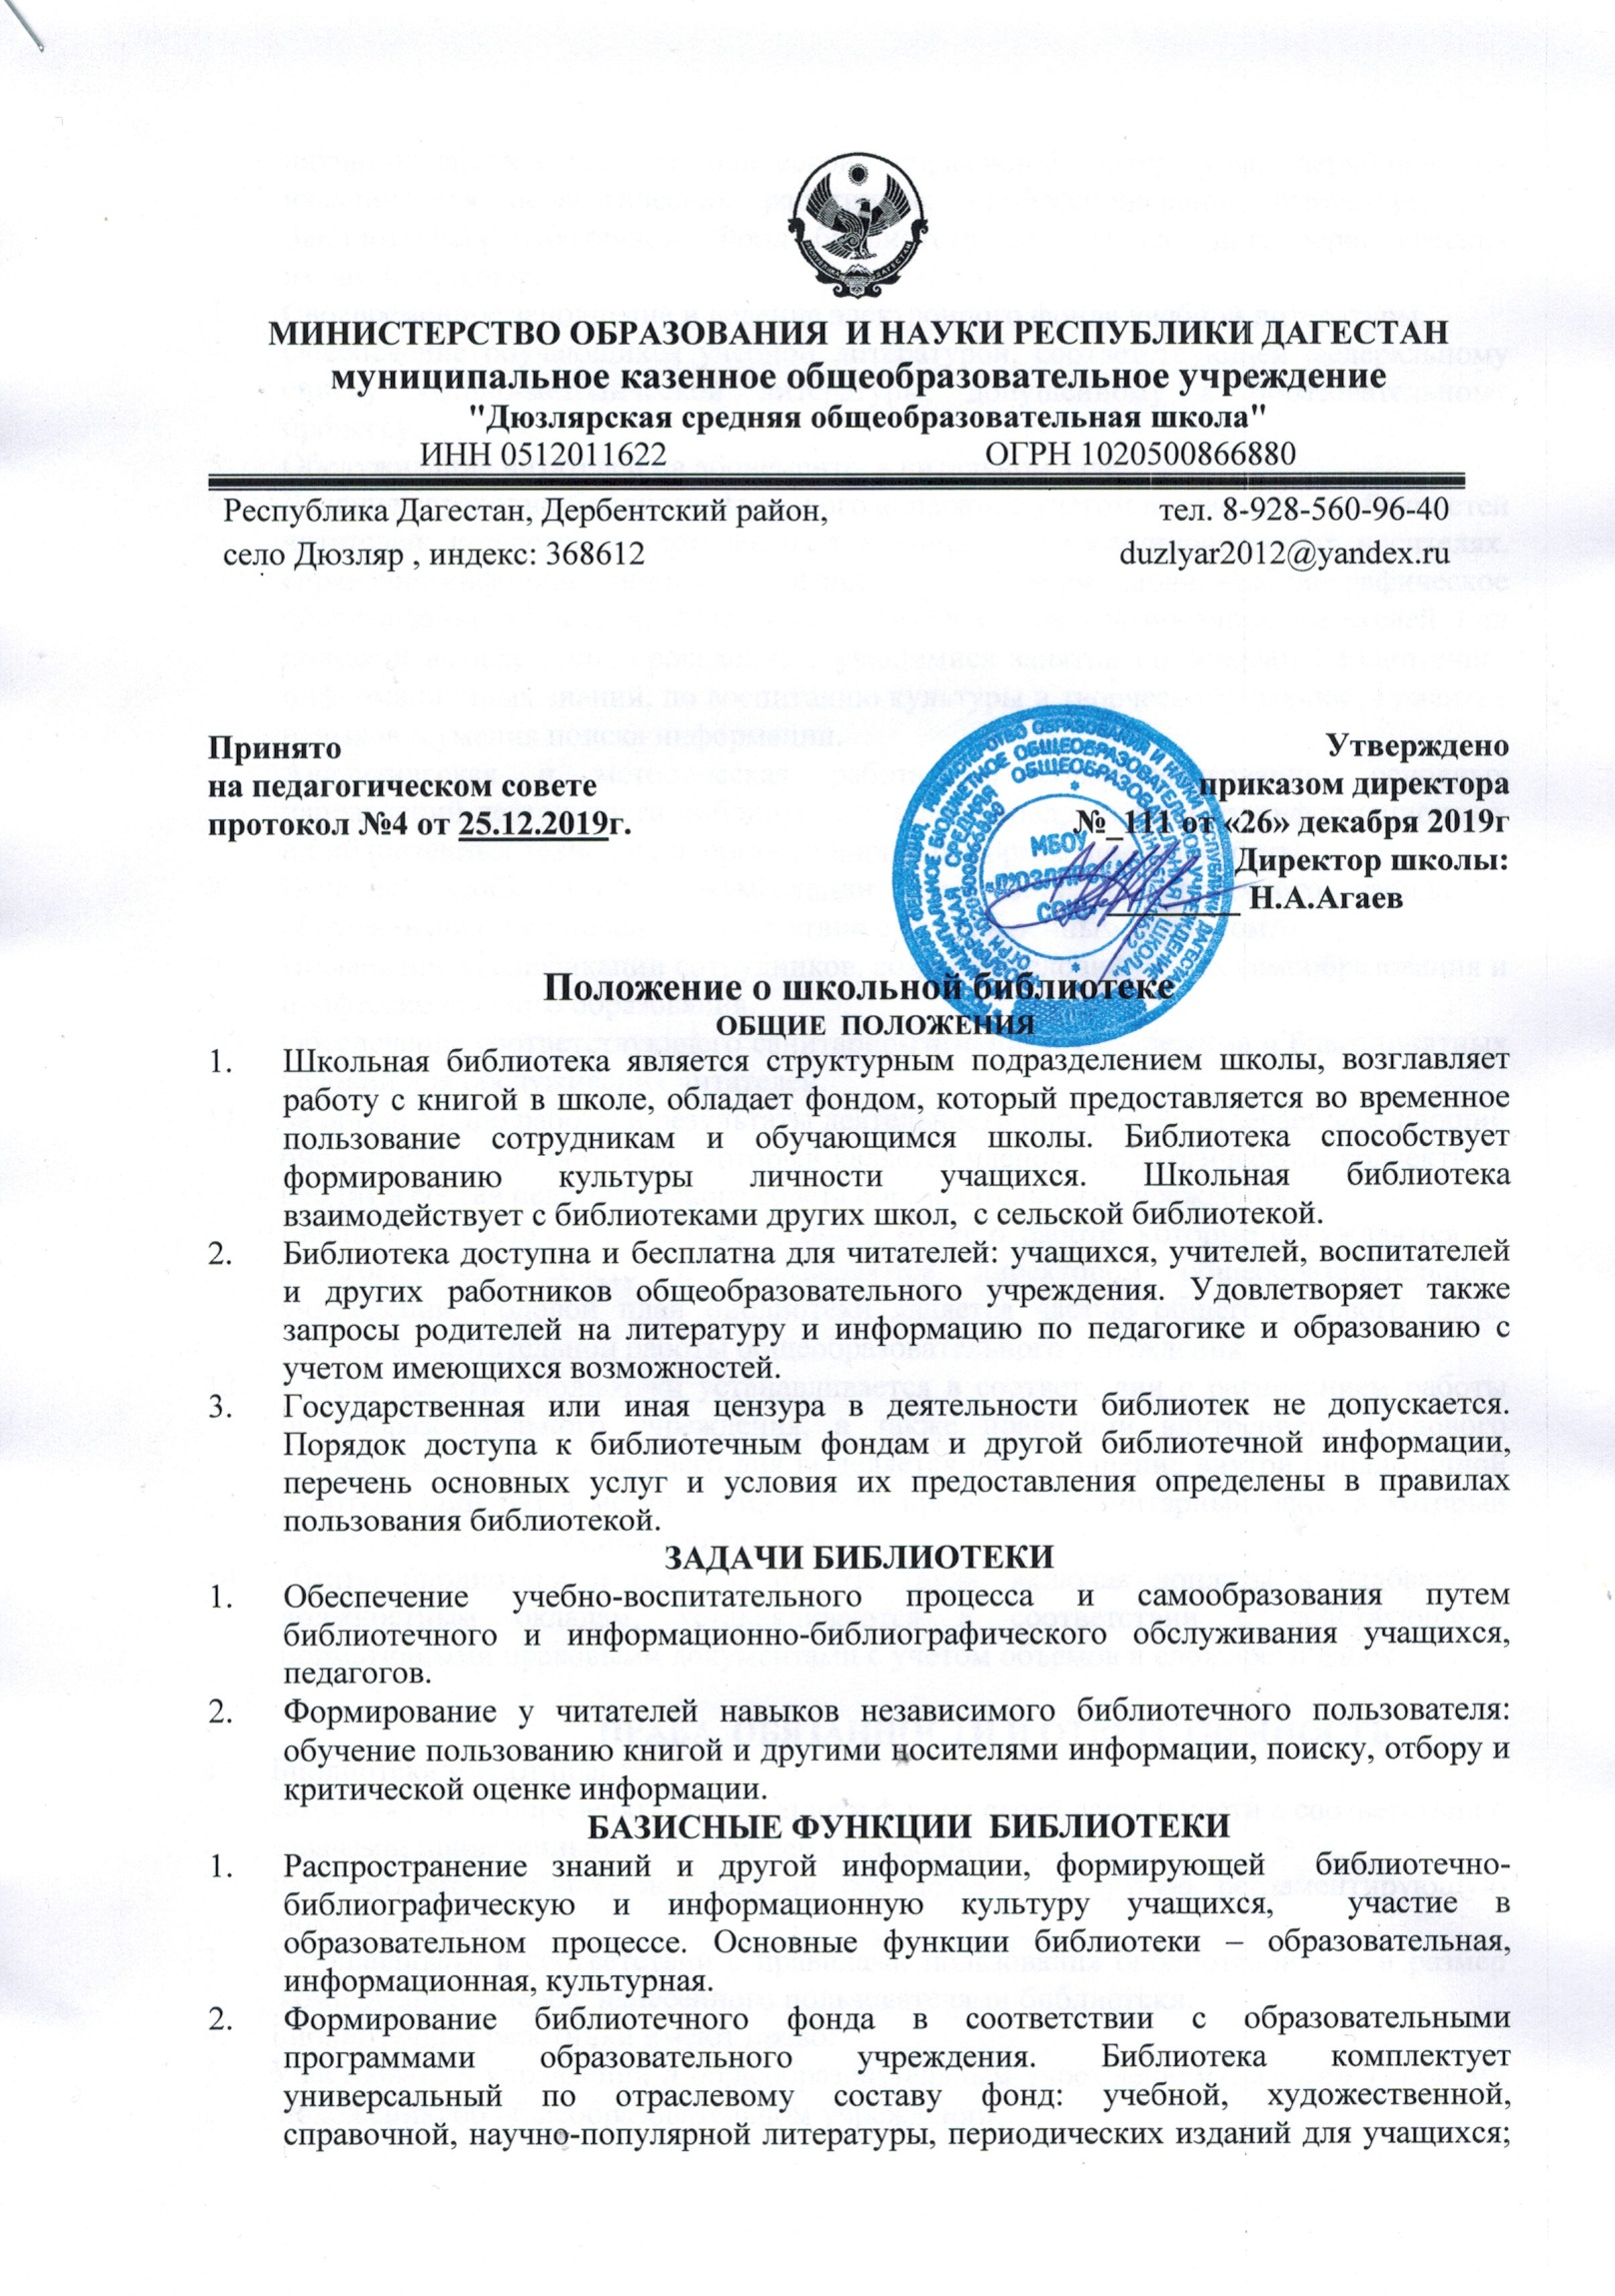 МИНИСТЕРСТВО ОБРАЗОВАНИЯ И НАУКИ РЕСПУБЛИКИ ДАГЕСТАН
муниципальное казенное общеобразовательное учреждение
"Дюзлярская средняя общеобразовательная школа"
ИНН 0512011622 ОГРН 1020500866880
Республика Дагестан, Дербентский район, тел. 8-928-560-96-40
село Дюзляр , индекс: 368612 duzlyar2012@yandex.ru
Принято
на педагогическом совете
протокол №4 от 25.12.2019г.
Утверждено
приказом директора
№_111 от «26» декабря 2019г
Директор школы:
Н.А.Агаев
МБОУ
Положение о школьной библиотеке
ОБЩИЕ ПОЛОЖЕНИЯ
1. Школьная библиотека является структурным подразделением школы, возглавляет
работу с книгой в школе, обладает фондом, который предоставляется во временное
пользование сотрудникам и обучающимся школы. Библиотека способствует
формированию культуры личности учащихся. Школьная библиотека
взаимодействует с библиотеками других школ, с сельской библиотекой.
2. Библиотека доступна и бесплатна для читателей: учащихся, учителей, воспитателей
и других работников общеобразовательного учреждения. Удовлетворяет также
запросы родителей на литературу и информацию по педагогике и образованию с
учетом имеющихся возможностей.
3. Государственная или иная цензура в деятельности библиотек не допускается.
Порядок доступа к библиотечным фондам и другой библиотечной информации,
перечень основных услуг и условия их предоставления определены в правилах
пользования библиотекой.
ЗАДАЧИ БИБЛИОТЕКИ
1. Обеспечение учебно-воспитательного процесса и самообразования путем
библиотечного и информационно-библиографического обслуживания учащихся,
педагогов.
2. Формирование у читателей навыков независимого библиотечного пользователя:
обучение пользованию книгой и другими носителями информации, поиску, отбору и
критической оценке информации.
БАЗИСНЫЕ ФУНКЦИИ БИБЛИОТЕКИ
1. Распространение знаний и другой информации, формирующей библиотечно-
библиографическую и информационную культуру учащихся, участие в
образовательном процессе. Основные функции библиотеки – образовательная,
информационная, культурная.
2. Формирование библиотечного фонда в соответствии с образовательными
программами образовательного учреждения. Библиотека комплектует
универсальный по отраслевому составу фонд: учебной, художественной,
справочной, научно-популярной литературы, периодических изданий для учащихся;